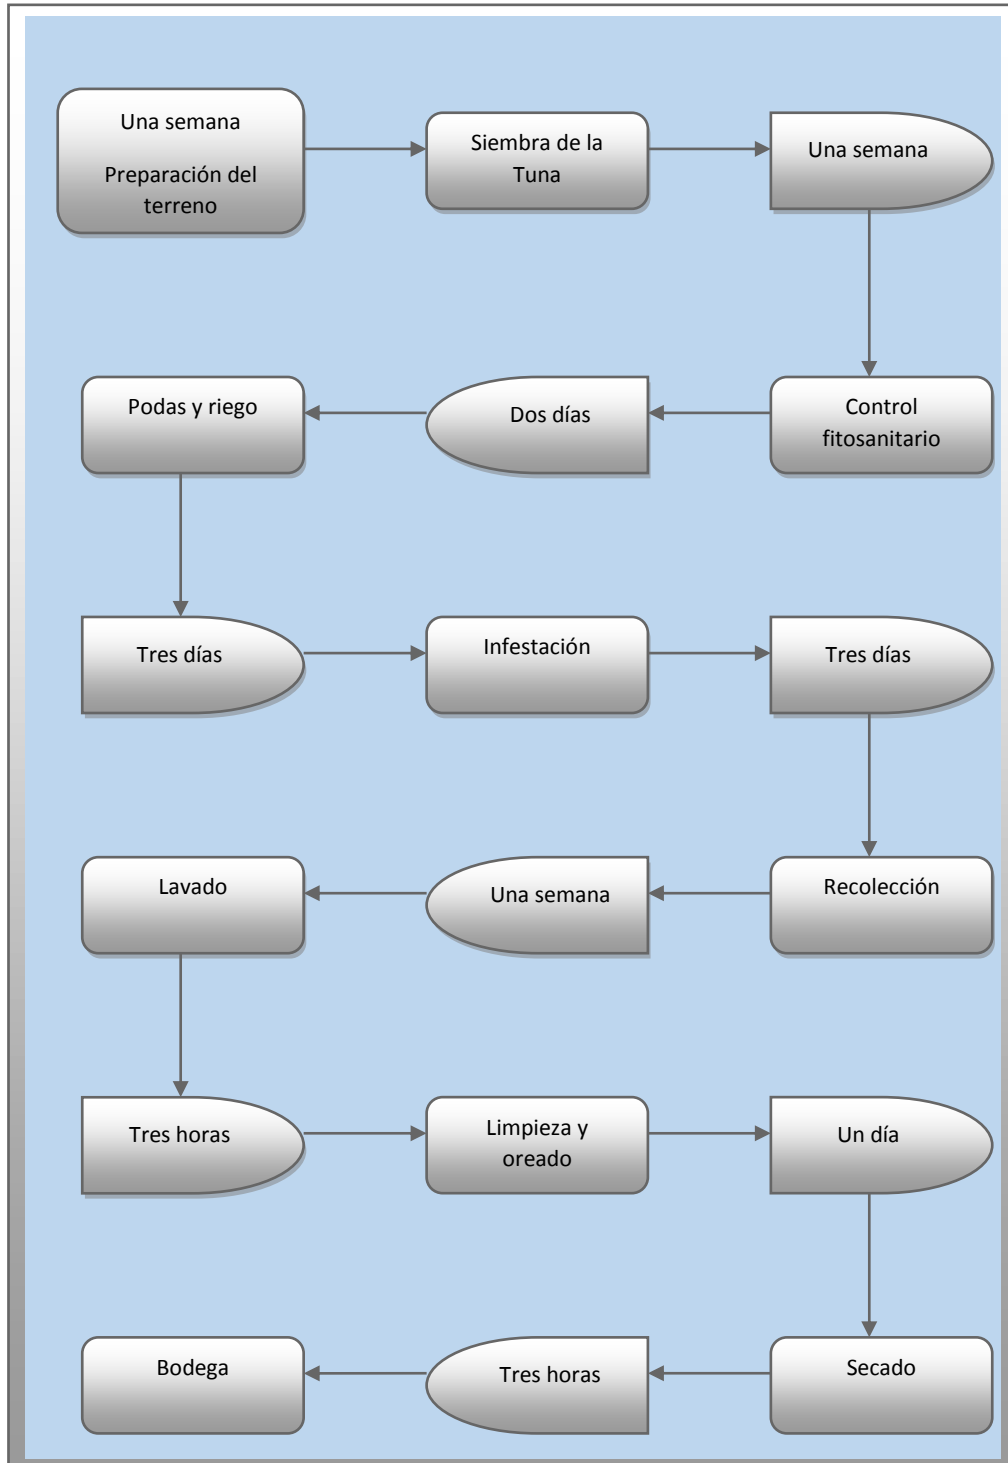 Una semana
Preparación del
terreno
Siembra de la
Tuna
Una semana
Control
fitosanitario
Dos días
Podas y riego
Tres días
Infestación
Tres días
Recolección
Una semana
Lavado
Tres horas
Limpieza y
oreado
Un día
Secado
Tres horas
Bodega